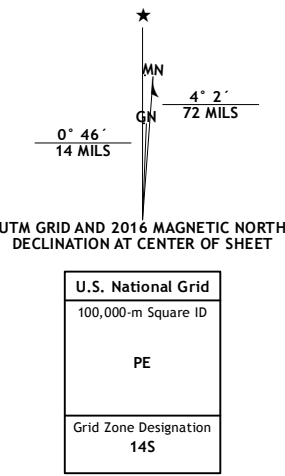 ★
MN
4° 2´
72 MILS
GN
0° 46´
14 MILS
UTM GRID AND 2016 MAGNETIC NORTH
DECLINATION AT CENTER OF SHEET
U.S. National Grid
100,000-m Square ID
PE
Grid Zone Designation
14S